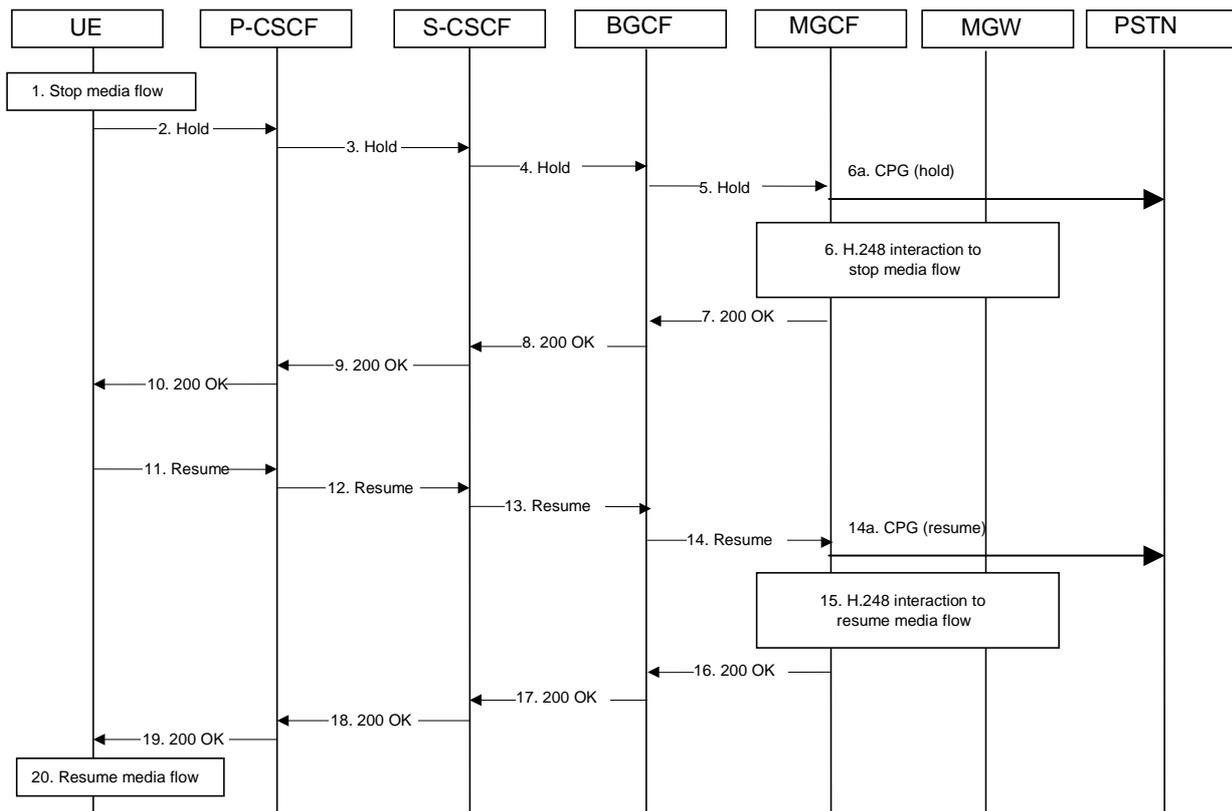 UE
P-CSCF
S-CSCF
BGCF
MGCF
MGW
PSTN
1. Stop media flow
2. Hold
3. Hold
4. Hold
5. Hold
6a. CPG (hold)
6. H.248 interaction to
stop media flow
7. 200 OK
8. 200 OK
9. 200 OK
10. 200 OK
11. Resume
12. Resume
13. Resume
14. Resume
14a. CPG (resume)
15. H.248 interaction to
resume media flow
16. 200 OK
17. 200 OK
18. 200 OK
19. 200 OK
20. Resume media flow